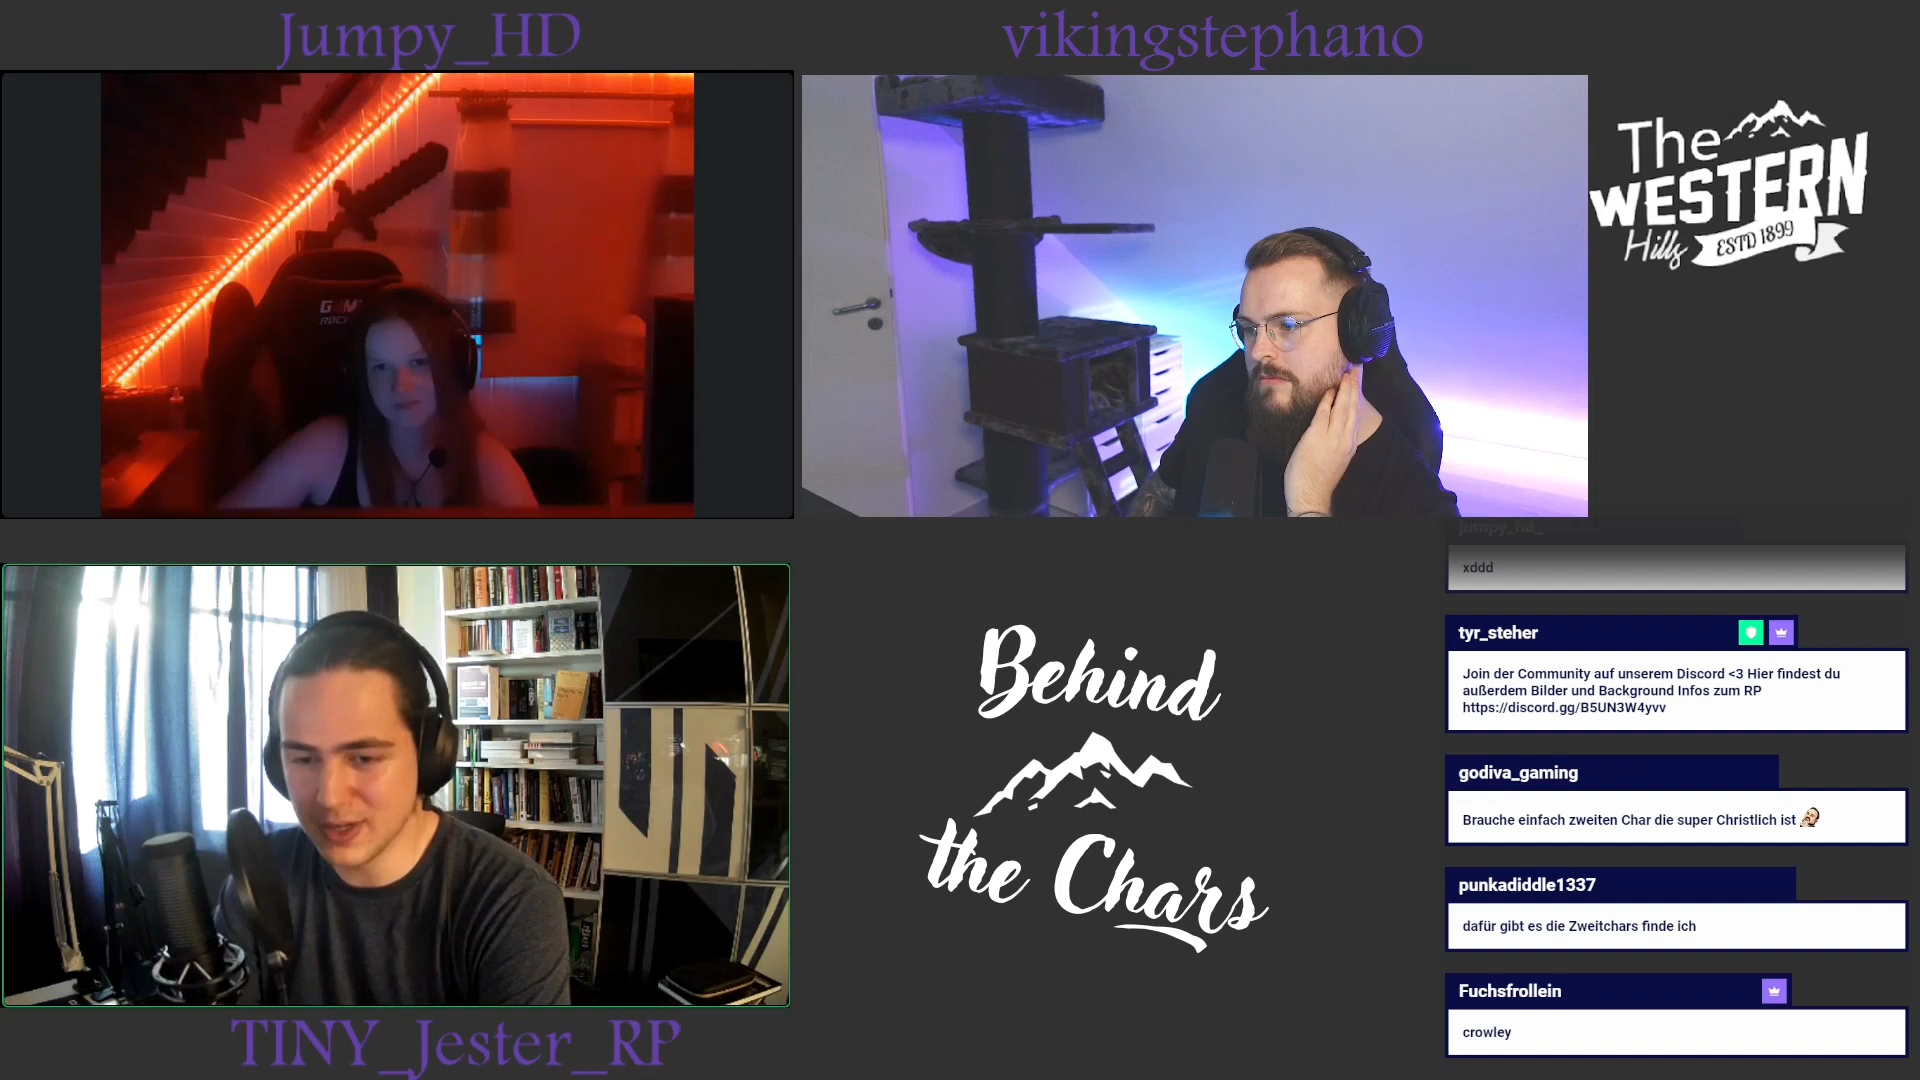 Jumpy_HD
vikingstephano
The
WESTERN
Hills
ESTD 1899
jumpy_hd_
xddd
tyr_steher
Join der Community auf unserem Discord <3 Hier findest du
außerdem Bilder und Background Infos zum RP
https://discord.gg/B5UN3W4yvv
godiva_gaming
Brauche einfach zweiten Char die super Christlich ist
punkadiddle1337
dafür gibt es die Zweitchars finde ich
Fuchsfrollein
crowley
Behind
the Chars
TINY_Jester_RP